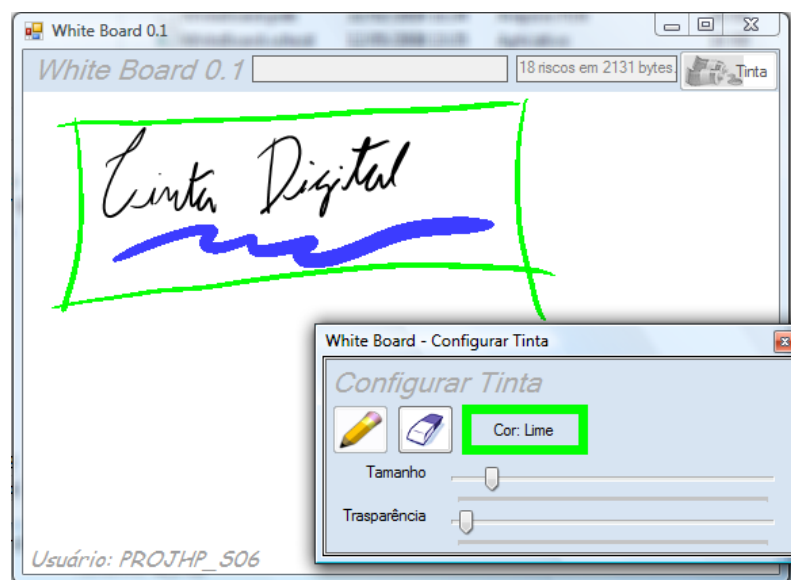 White Board 0.1
White Board 0.1
18 riscos em 2131 bytes.
Tinta
Tinta Digital
White Board - Configurar Tinta
Configurar Tinta
Cor: Lime
Tamanho
Trasparência
Usuário: PROJHP_S06